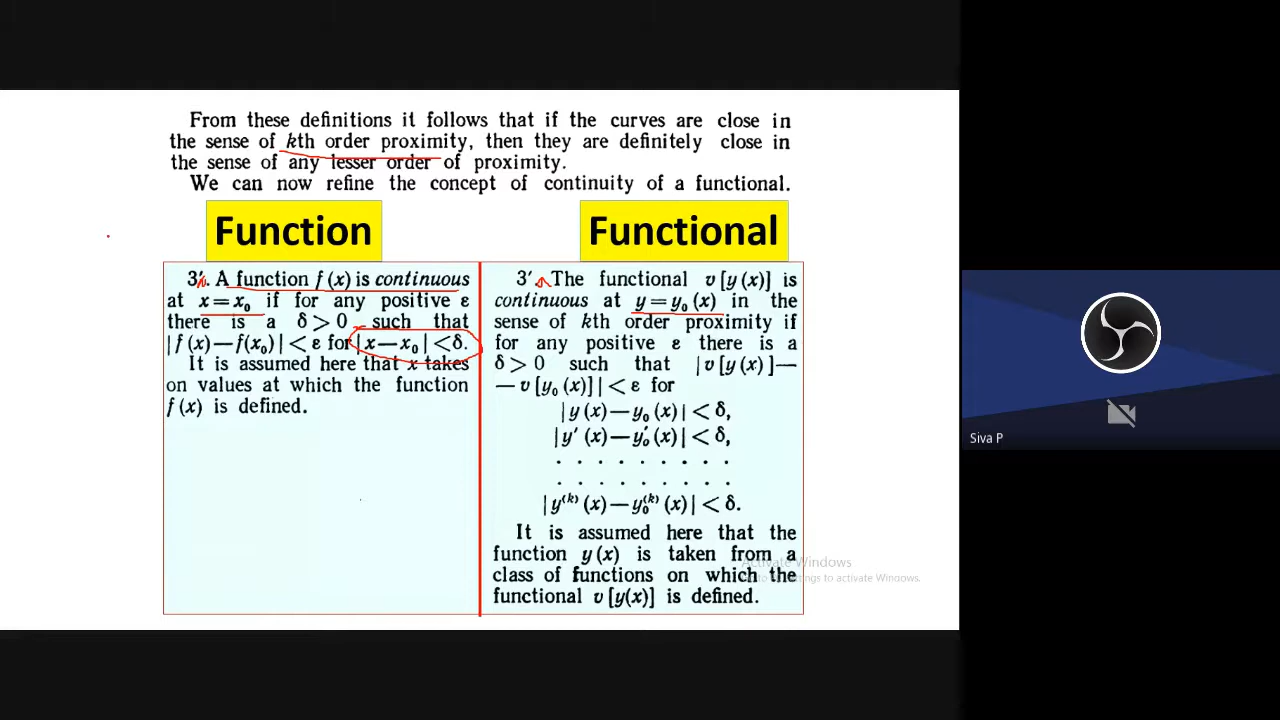 From these definitions it follows that if the curves are close in
the sense of kth order proximity, then they are definitely close in
the sense of any lesser order of proximity.
We can now refine the concept of continuity of a functional.
Function
3'. A function f (x) is continuous
at x=x₀ if for any positive ε
there is a δ>0 such that
|f (x)—f(x₀)|<ε for |x—x₀|<δ.
It is assumed here that x takes
on values at which the function
f (x) is defined.
Functional
3'. The functional v [y (x)] is
continuous at y=y₀ (x) in the
sense of kth order proximity if
for any positive ε there is a
δ>0 such that |v [y (x)]—
—v [y₀ (x)]|<ε for
|y (x)—y₀ (x)|<δ,
|y′ (x)—y₀′ (x)|<δ,
. . . . . . . . .
. . . . . . . . .
|y⁽ᵏ⁾ (x)—y₀⁽ᵏ⁾ (x)|<δ.
It is assumed here that the
function y (x) is taken from a
class of functions on which the
functional v [y(x)] is defined.
Activate Windows
to settings to activate Windows.
Siva P